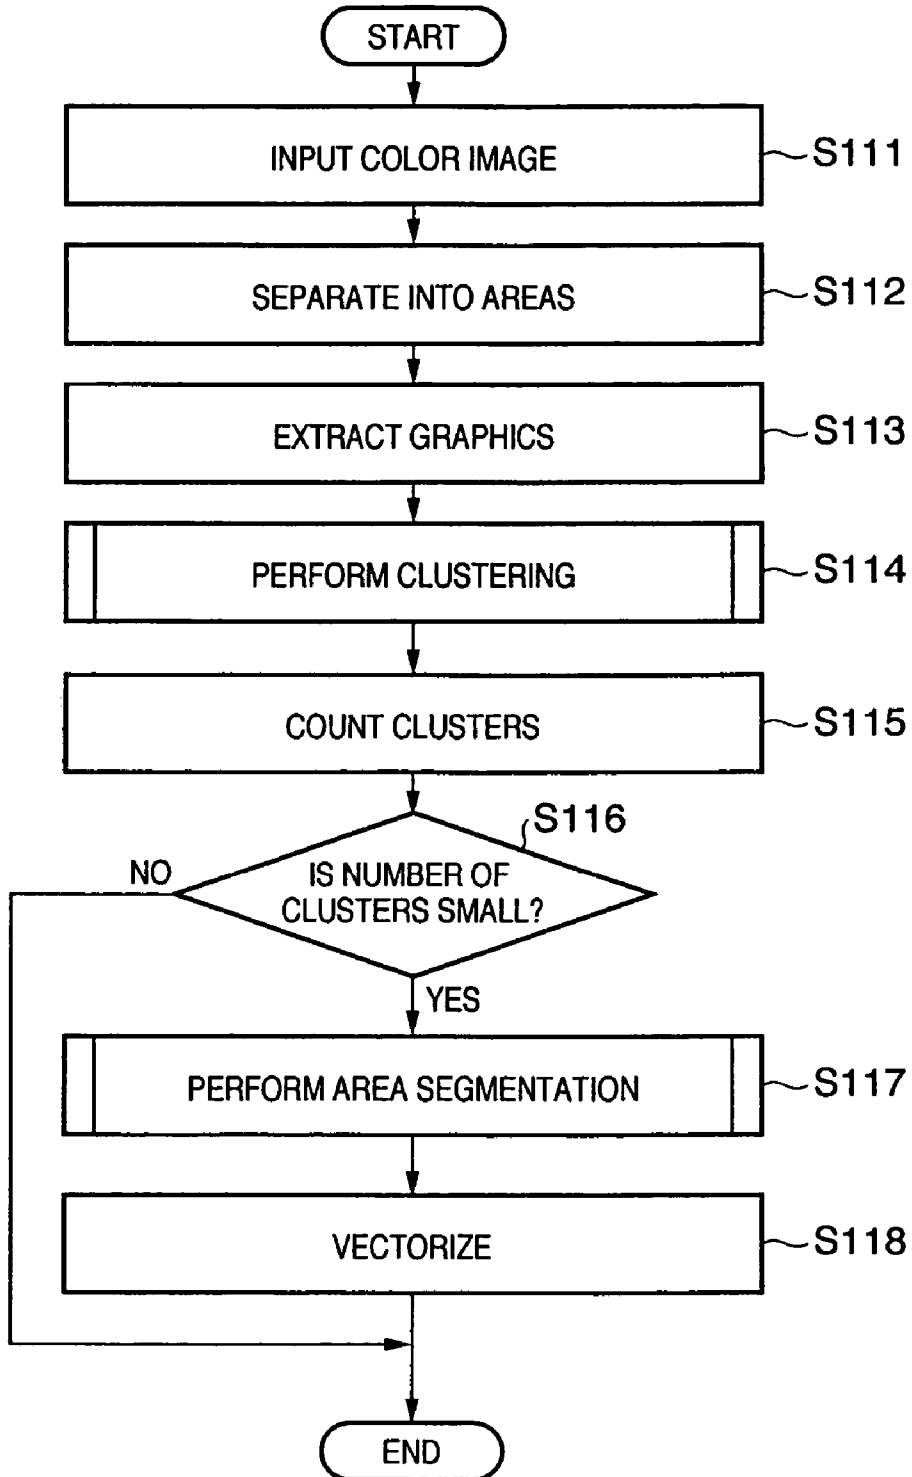 START
INPUT COLOR IMAGE
S111
SEPARATE INTO AREAS
S112
EXTRACT GRAPHICS
S113
PERFORM CLUSTERING
S114
COUNT CLUSTERS
S115
S116
NO
IS NUMBER OF
CLUSTERS SMALL?
YES
PERFORM AREA SEGMENTATION
S117
VECTORIZE
S118
END